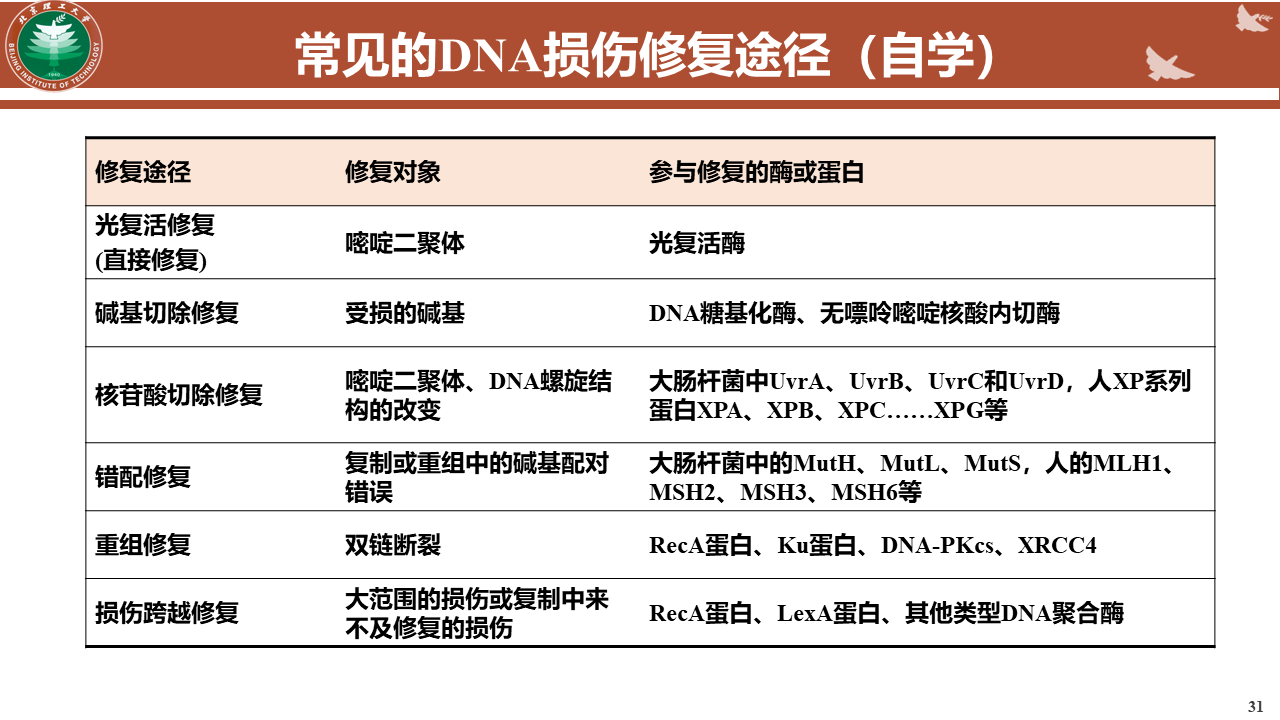 北京理工大学
BEIJING INSTITUTE OF TECHNOLOGY
1940
常见的DNA损伤修复途径（自学）
修复途径 修复对象 参与修复的酶或蛋白
光复活修复
(直接修复)
嘧啶二聚体
光复活酶
碱基切除修复 受损的碱基 DNA糖基化酶、无嘌呤嘧啶核酸内切酶
核苷酸切除修复
嘧啶二聚体、DNA螺旋结
构的改变
大肠杆菌中UvrA、UvrB、UvrC和UvrD，人XP系列
蛋白XPA、XPB、XPC……XPG等
错配修复
复制或重组中的碱基配对
错误
大肠杆菌中的MutH、MutL、MutS，人的MLH1、
MSH2、MSH3、MSH6等
重组修复 双链断裂 RecA蛋白、Ku蛋白、DNA-PKcs、XRCC4
损伤跨越修复
大范围的损伤或复制中来
不及修复的损伤
RecA蛋白、LexA蛋白、其他类型DNA聚合酶
31